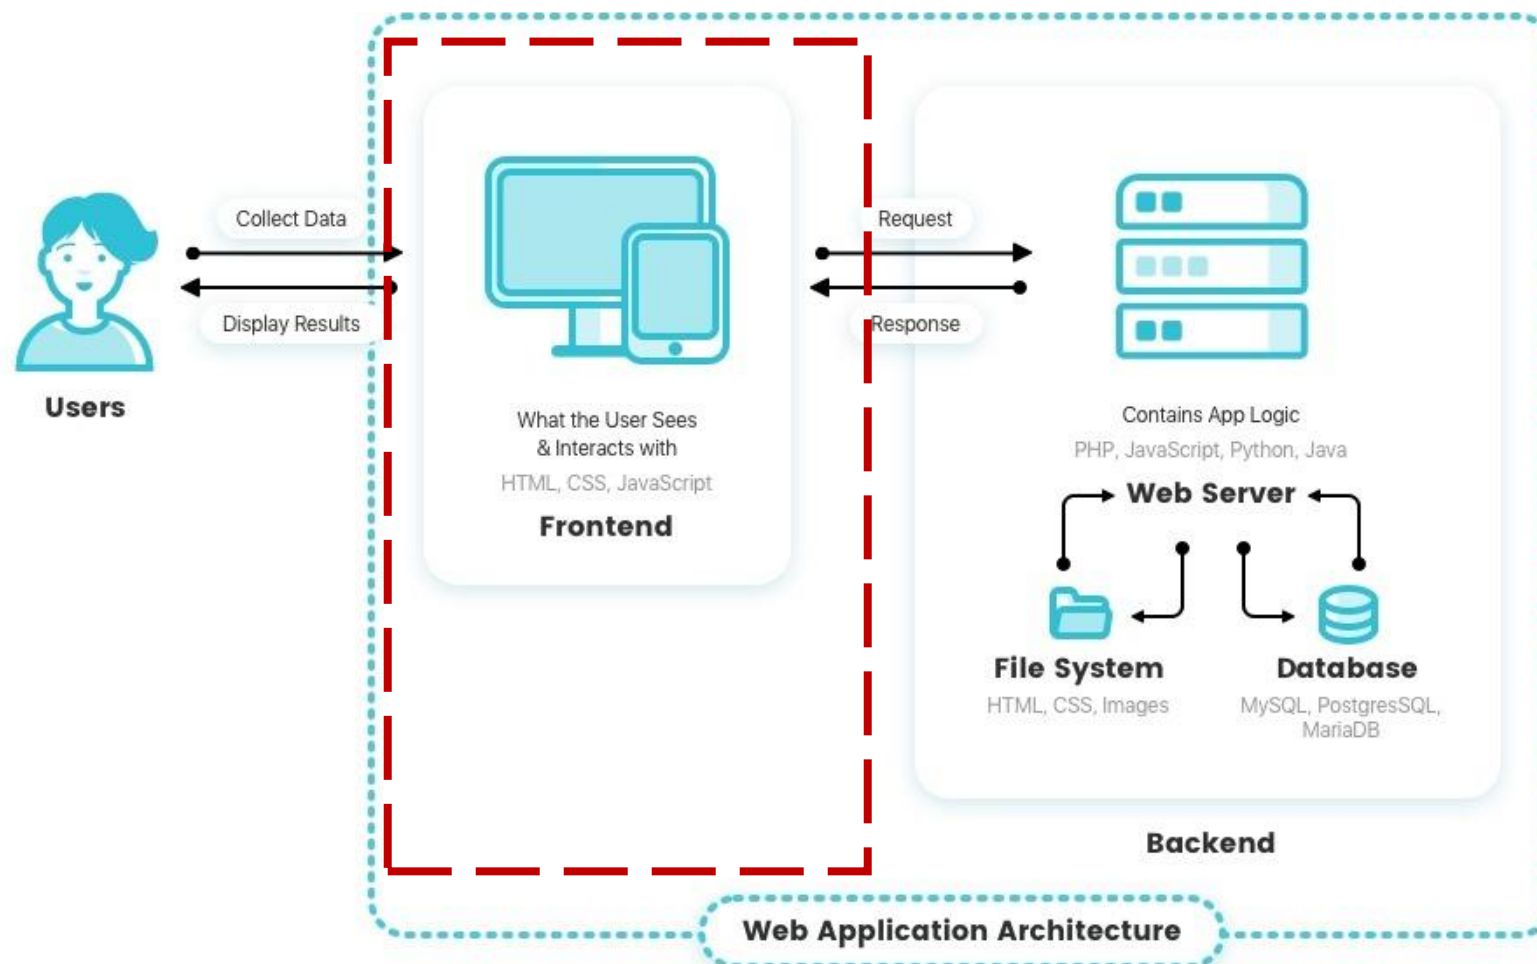 Collect Data
Display Results
Users
What the User Sees
& Interacts with
HTML, CSS, JavaScript
Frontend
Request
Response
Contains App Logic
PHP, JavaScript, Python, Java
Web Server
File System
HTML, CSS, Images
Database
MySQL, PostgresSQL,
MariaDB
Backend
Web Application Architecture